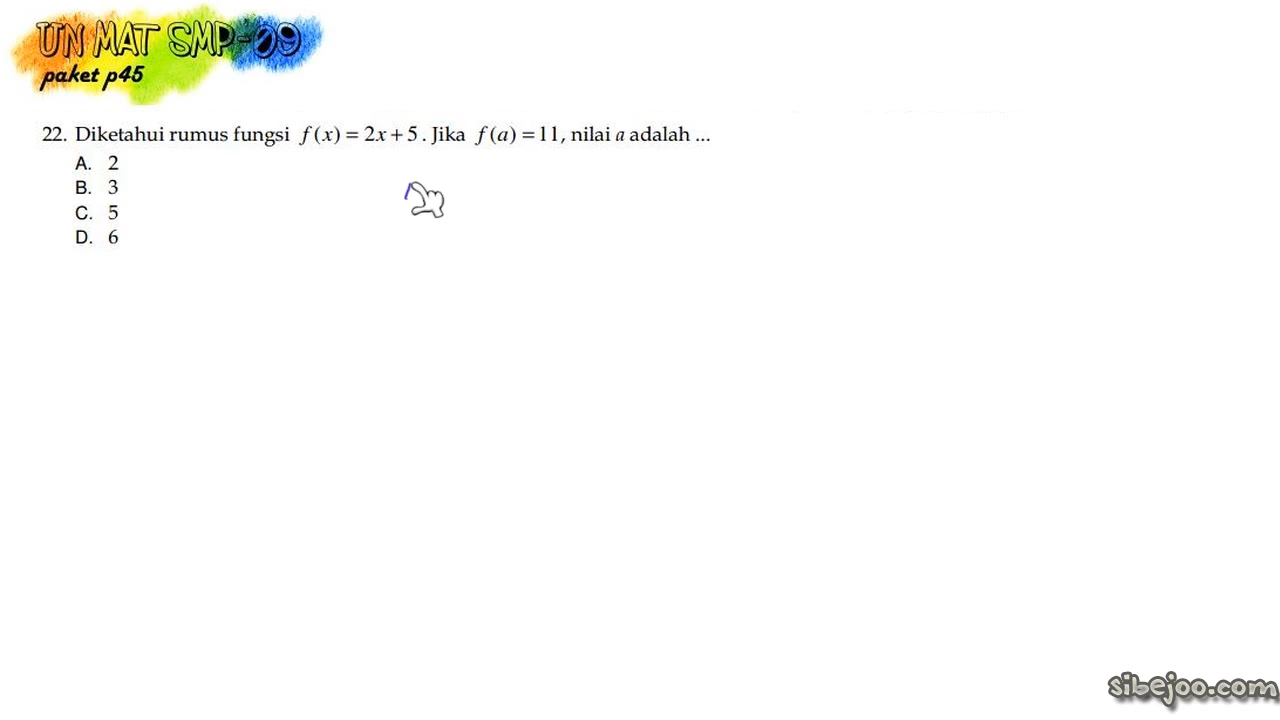 UN MAT SMP-09
paket p45
22. Diketahui rumus fungsi f(x) = 2x + 5. Jika f(a) = 11, nilai a adalah ...
A. 2
B. 3
C. 5
D. 6
sibejoo.com